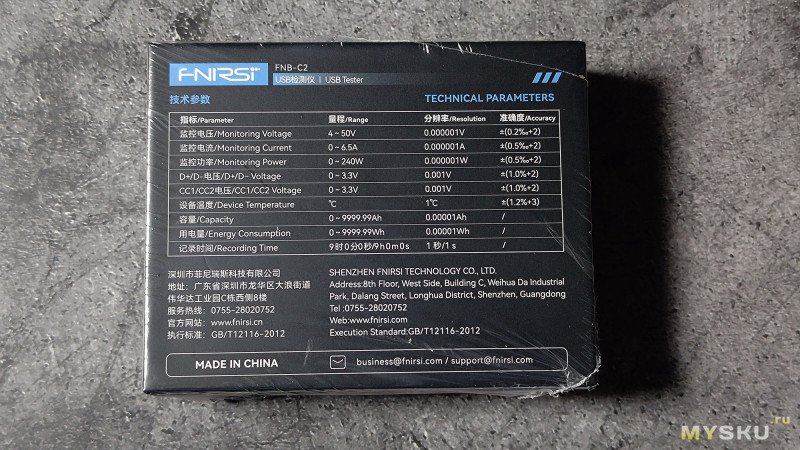 FNIRSI
FNB-C2
USB检测仪 | USB Tester
技术参数 TECHNICAL PARAMETERS
指标/Parameter 量程/Range 分辨率/Resolution 准确度/Accuracy
监控电压/Monitoring Voltage 4~50V 0.000001V ±(0.2‰+2)
监控电流/Monitoring Current 0~6.5A 0.000001A ±(0.5‰+2)
监控功率/Monitoring Power 0~240W 0.000001W ±(0.5‰+2)
D+/D-电压/D+/D- Voltage 0~3.3V 0.001V ±(1.0%+2)
CC1/CC2电压/CC1/CC2 Voltage 0~3.3V 0.001V ±(1.0%+2)
设备温度/Device Temperature ℃ 1℃ ±(1.2%+3)
容量/Capacity 0~9999.99Ah 0.00001Ah /
用电量/Energy Consumption 0~9999.99Wh 0.00001Wh /
记录时间/Recording Time 9时0分0秒/9h0m0s 1秒/1s /
深圳市菲尼瑞斯科技有限公司
地址：广东省深圳市龙华区大浪街道
伟华达工业园C栋西侧8楼
服务热线：0755-28020752
官方网站：www.fnirsi.cn
执行标准：GB/T12116-2012
SHENZHEN FNIRSI TECHNOLOGY CO., LTD.
Address:8th Floor, West Side, Building C, Weihua Da Industrial
Park, Dalang Street, Longhua District, Shenzhen, Guangdong
Tel :0755-28020752
Web:www.fnirsi.com
Execution Standard:GB/T12116-2012
MADE IN CHINA
business@fnirsi.com / support@fnirsi.com
MYSKU.ru